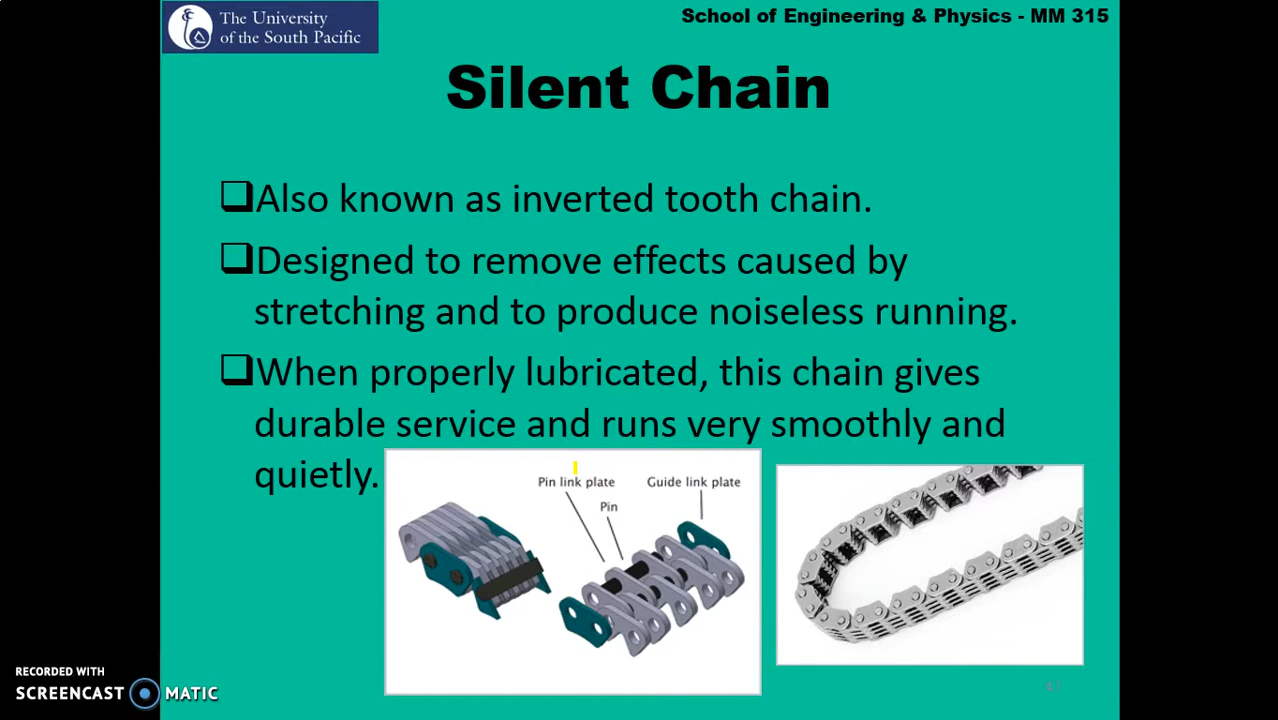 The University
of the South Pacific
School of Engineering & Physics - MM 315
Silent Chain
Also known as inverted tooth chain.
Designed to remove effects caused by
stretching and to produce noiseless running.
When properly lubricated, this chain gives
durable service and runs very smoothly and
quietly.
Pin link plate
Guide link plate
Pin
RECORDED WITH
SCREENCAST MATIC